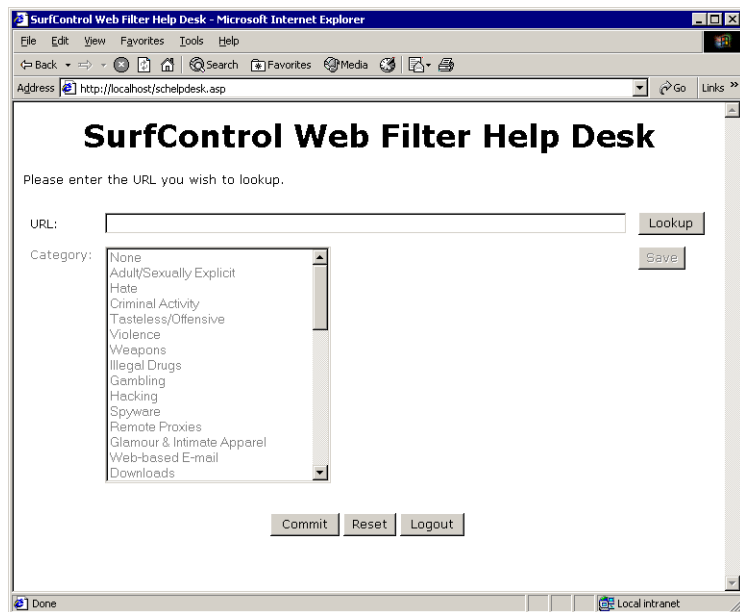 SurfControl Web Filter Help Desk - Microsoft Internet Explorer
File Edit View Favorites Tools Help
Back Search Favorites Media
Address http://localhost/schelpdesk.asp Go Links »
SurfControl Web Filter Help Desk
Please enter the URL you wish to lookup.
URL: Lookup
Category: None Save
Adult/Sexually Explicit
Hate
Criminal Activity
Tasteless/Offensive
Violence
Weapons
Illegal Drugs
Gambling
Hacking
Spyware
Remote Proxies
Glamour & Intimate Apparel
Web-based E-mail
Downloads
Commit Reset Logout
Done Local intranet